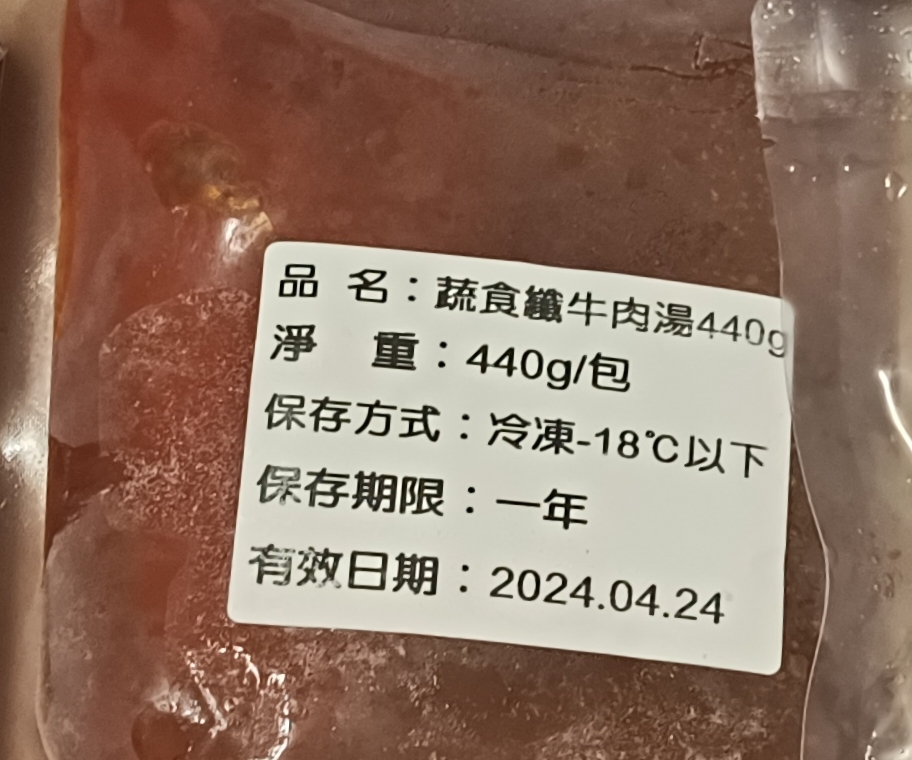 品 名：蔬食纖牛肉湯440g
淨 重：440g/包
保存方式：冷凍-18℃以下
保存期限：一年
有效日期：2024.04.24